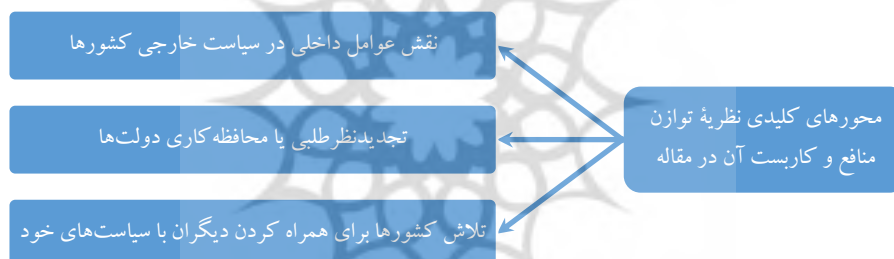 محورهای کلیدی نظریۀ توازن
منافع و کاربست آن در مقاله
نقش عوامل داخلی در سیاست خارجی کشورها
تجدیدنظرطلبی یا محافظه‌کاری دولت‌ها
تلاش کشورها برای همراه کردن دیگران با سیاست‌های خود